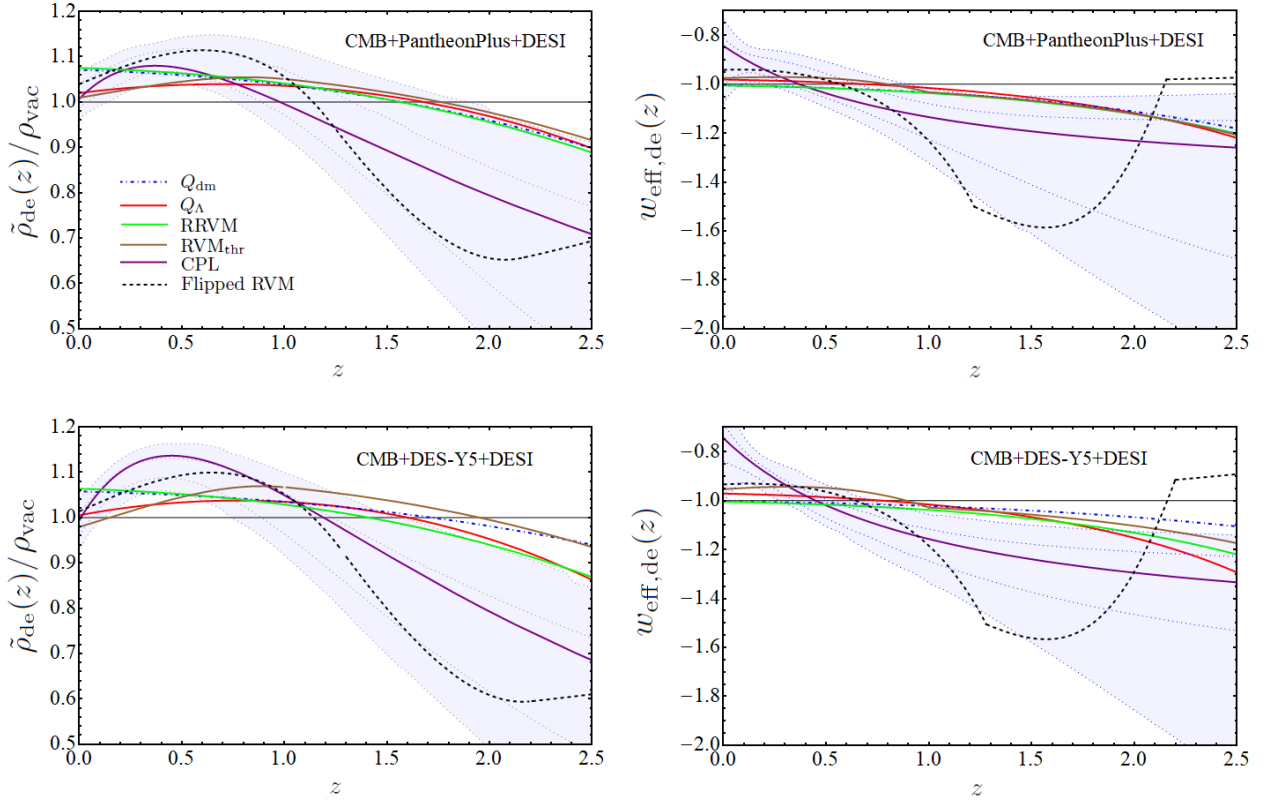 CMB+PantheonPlus+DESI
ρ̃de(z)/ρvac
1.2
1.1
1.0
0.9
0.8
0.7
0.6
0.5
Qdm
QΛ
RRVM
RVMthr
CPL
Flipped RVM
0.0 0.5 1.0 1.5 2.0 2.5
z
CMB+PantheonPlus+DESI
weff,de(z)
−0.8
−1.0
−1.2
−1.4
−1.6
−1.8
−2.0
0.0 0.5 1.0 1.5 2.0 2.5
z
CMB+DES-Y5+DESI
ρ̃de(z)/ρvac
1.2
1.1
1.0
0.9
0.8
0.7
0.6
0.5
0.0 0.5 1.0 1.5 2.0 2.5
z
CMB+DES-Y5+DESI
weff,de(z)
−0.8
−1.0
−1.2
−1.4
−1.6
−1.8
−2.0
0.0 0.5 1.0 1.5 2.0 2.5
z